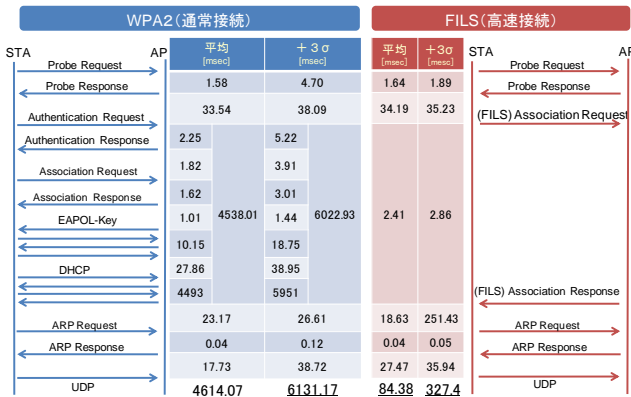 WPA2(通常接続)
FILS(高速接続)
STA AP 平均 [msec] +3σ [msec]
平均 [msec] +3σ [msec] STA AP
Probe Request 1.58 4.70 1.64 1.89 Probe Request
Probe Response Probe Response
33.54 38.09 34.19 35.23
Authentication Request (FILS) Association Request
Authentication Response 2.25 5.22
1.82 3.91
Association Request
Association Response 1.62 3.01
4538.01 6022.93 2.41 2.86
EAPOL-Key 1.01 1.44
10.15 18.75
DHCP 27.86 38.95
4493 5951 (FILS) Association Response
ARP Request 23.17 26.61 18.63 251.43 ARP Request
ARP Response 0.04 0.12 0.04 0.05 ARP Response
17.73 38.72 27.47 35.94
UDP 4614.07 6131.17 84.38 327.4 UDP